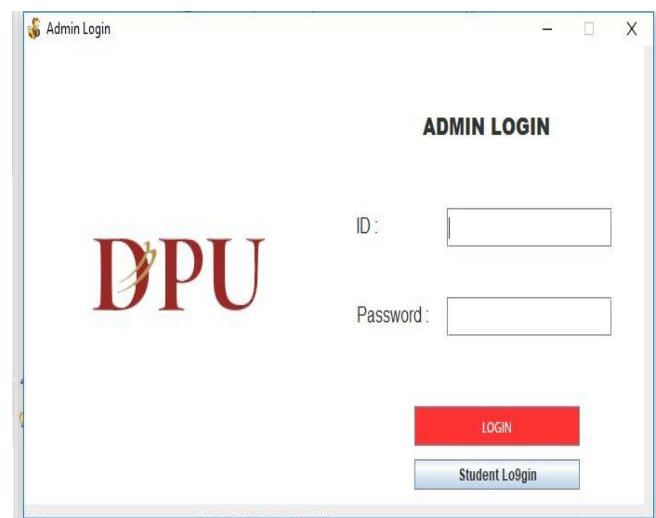 Admin Login
ADMIN LOGIN
ID :
DPU
Password :
LOGIN
Student Lo9gin